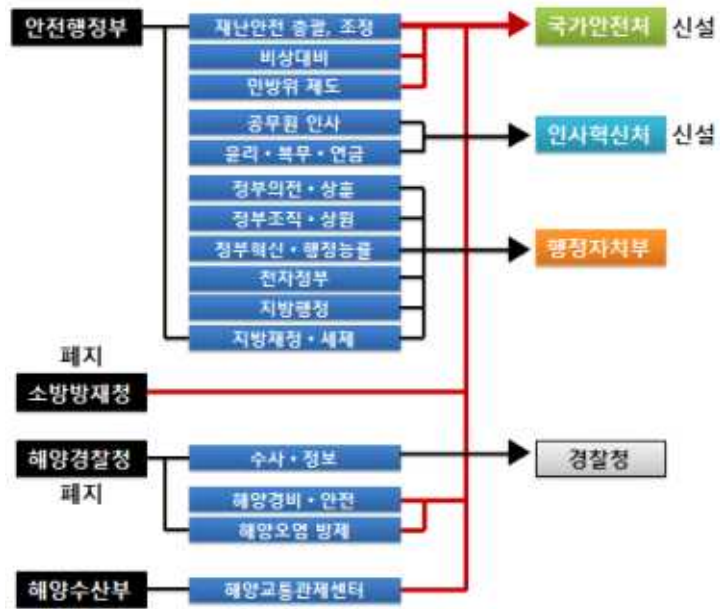 안전행정부
재난안전 총괄, 조정
국가안전처 신설
비상대비
민방위 제도
공무원 인사
인사혁신처 신설
윤리・복무・연금
정부의전・상훈
정부조직・상원
정부혁신・행정능률
행정자치부
전자정부
지방행정
지방재정・세제
폐지
소방방재청
해양경찰청
수사・정보
경찰청
폐지
해양경비・안전
해양오염 방제
해양수산부
해양교통관제센터